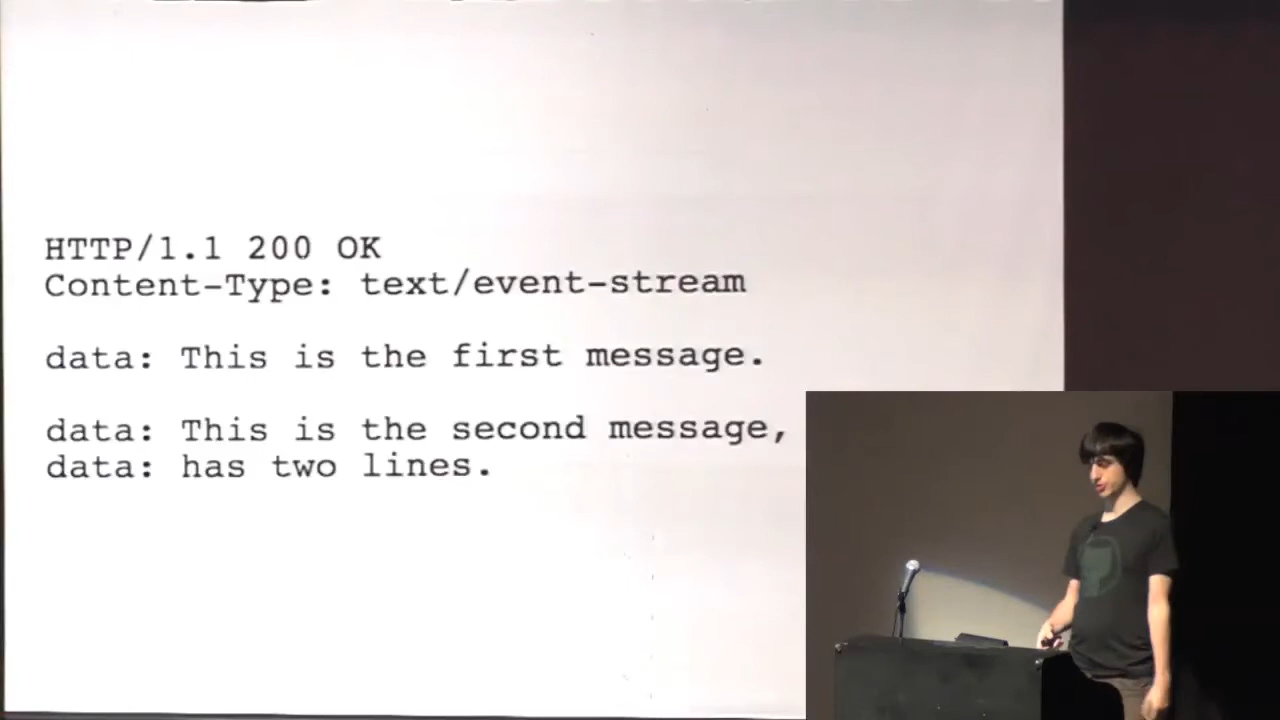 HTTP/1.1 200 OK
Content-Type: text/event-stream
data: This is the first message.
data: This is the second message,
data: has two lines.